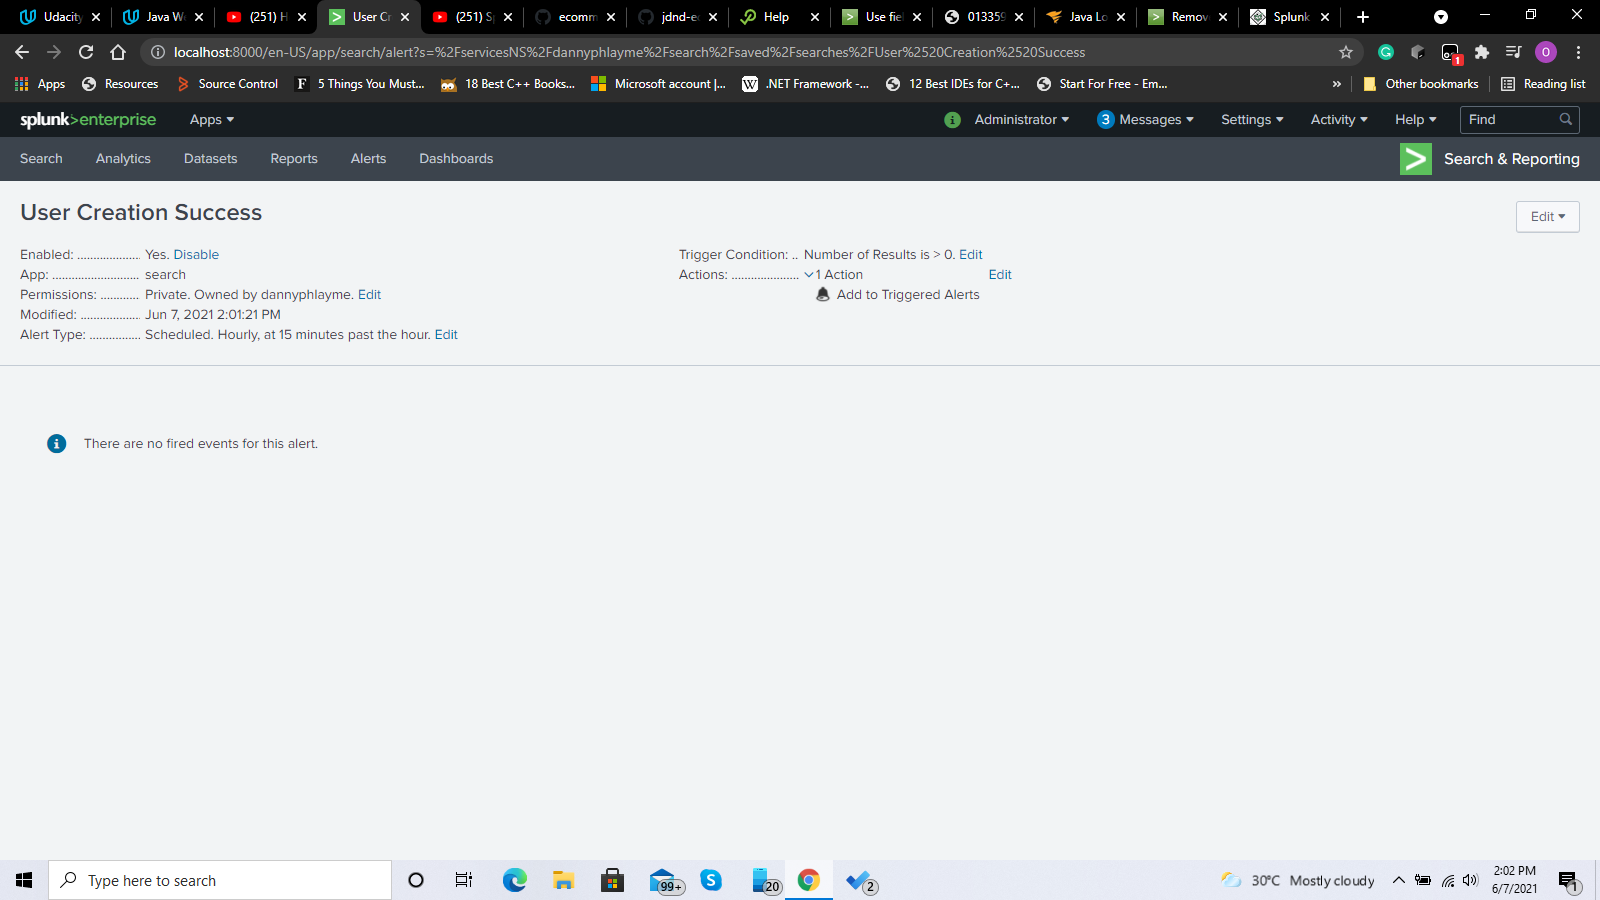 Udacity Java W (251) H User Cr (251) S ecomm jdnd-e Help Use fie 013359 Java Lo Remov Splunk
localhost:8000/en-US/app/search/alert?s=%2FservicesNS%2Fdannyphlayme%2Fsearch%2Fsaved%2Fsearches%2FUser%2520Creation%2520Success
1 O
Apps Resources Source Control 5 Things You Must... 18 Best C++ Books... Microsoft account |... .NET Framework -... 12 Best IDEs for C+... Start For Free - Em... » Other bookmarks Reading list
splunk>enterprise Apps Administrator 3 Messages Settings Activity Help Find
Search Analytics Datasets Reports Alerts Dashboards Search & Reporting
User Creation Success
Edit
Enabled: ................... Yes. Disable
App: .......................... search
Permissions: ............ Private. Owned by dannyphlayme. Edit
Modified: .................. Jun 7, 2021 2:01:21 PM
Alert Type: ............... Scheduled. Hourly, at 15 minutes past the hour. Edit
Trigger Condition: .. Number of Results is > 0. Edit
Actions: .................... 1 Action Edit
Add to Triggered Alerts
There are no fired events for this alert.
Type here to search
99+ 20 2
30°C Mostly cloudy
2:02 PM
6/7/2021
1